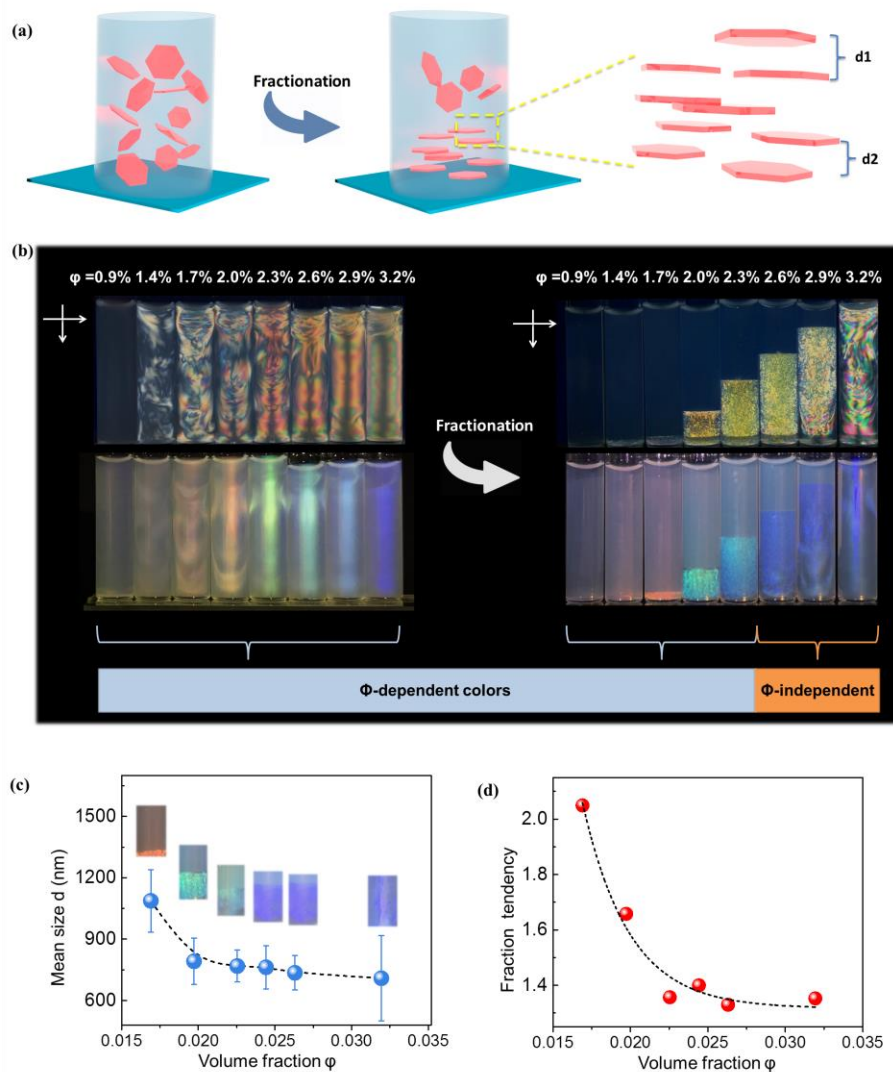 (a)
Fractionation
d1
d2
(b)
φ =0.9% 1.4% 1.7% 2.0% 2.3% 2.6% 2.9% 3.2%
φ =0.9% 1.4% 1.7% 2.0% 2.3% 2.6% 2.9% 3.2%
Fractionation
Φ-dependent colors
Φ-independent
(c)
Mean size d (nm)
1500
1200
900
600
0.015 0.020 0.025 0.030 0.035
Volume fraction φ
(d)
Fraction tendency
2.0
1.8
1.6
1.4
0.015 0.020 0.025 0.030 0.035
Volume fraction φ